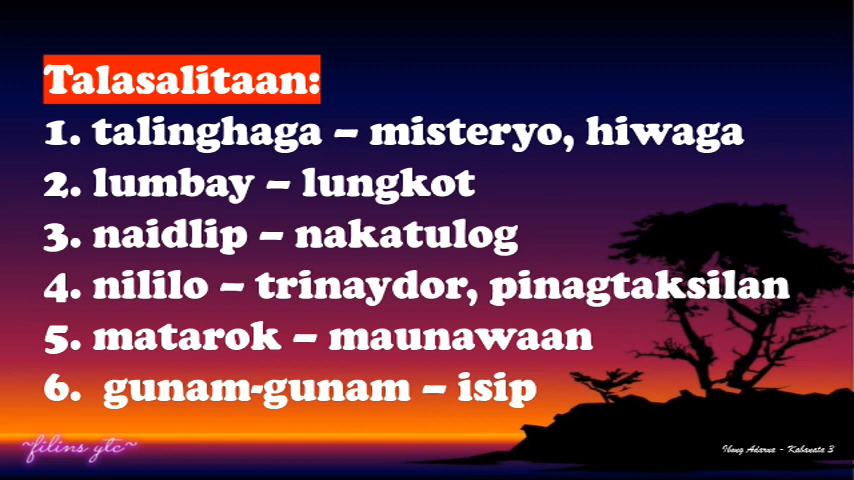 Talasalitaan:
1. talinghaga – misteryo, hiwaga
2. lumbay – lungkot
3. naidlip – nakatulog
4. nililo – trinaydor, pinagtaksilan
5. matarok – maunawaan
6. gunam-gunam – isip
~filins ytc~
Ibong Adarna - Kabanata 3